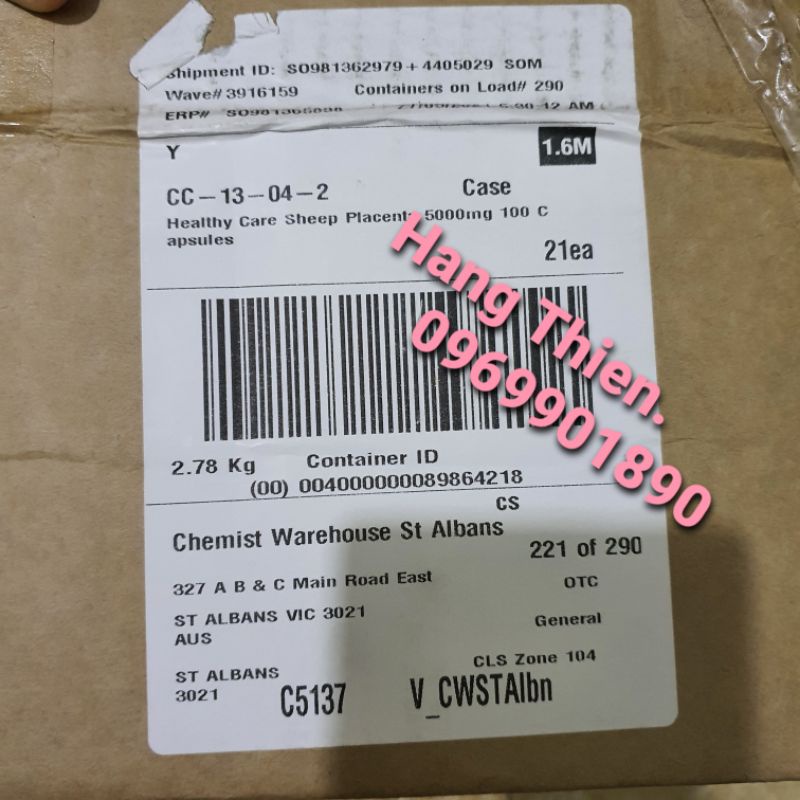 Shipment ID: SO981362979+4405029 SOM
Wave# 3916159 Containers on Load# 290
ERP# AM
Y 1.6M
CC-13-04-2 Case
Healthy Care Sheep Placenta 5000mg 100 C
apsules
21ea
Hang Thien.
0969901890
2.78 Kg Container ID
(00) 004000000089864218
CS
Chemist Warehouse St Albans
221 of 290
327 A B & C Main Road East OTC
ST ALBANS VIC 3021 General
AUS
CLS Zone 104
ST ALBANS
3021 C5137 V_CWSTAlbn